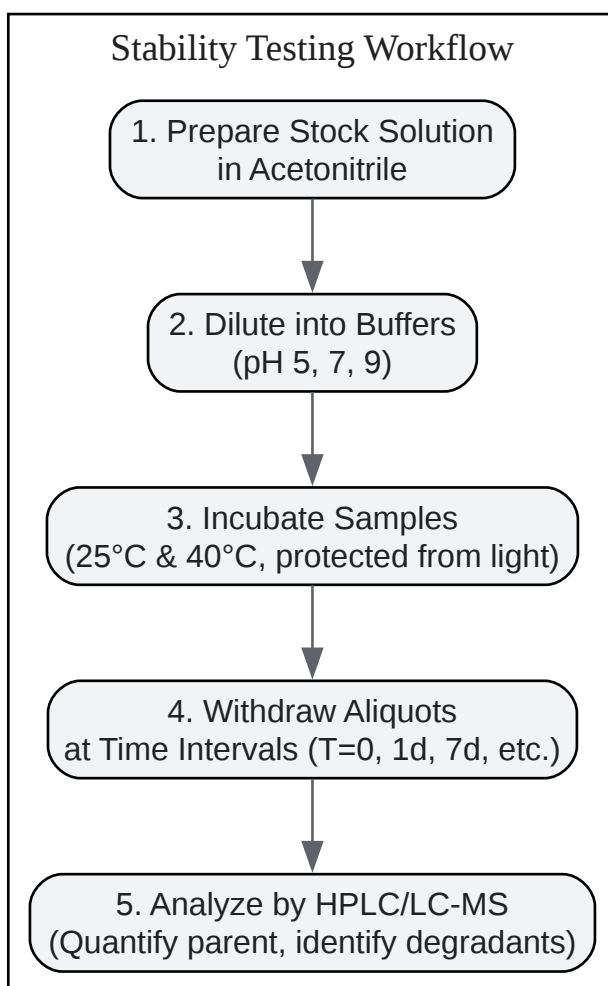 Stability Testing Workflow
1. Prepare Stock Solution
in Acetonitrile
2. Dilute into Buffers
(pH 5, 7, 9)
3. Incubate Samples
(25°C & 40°C, protected from light)
4. Withdraw Aliquots
at Time Intervals (T=0, 1d, 7d, etc.)
5. Analyze by HPLC/LC-MS
(Quantify parent, identify degradants)